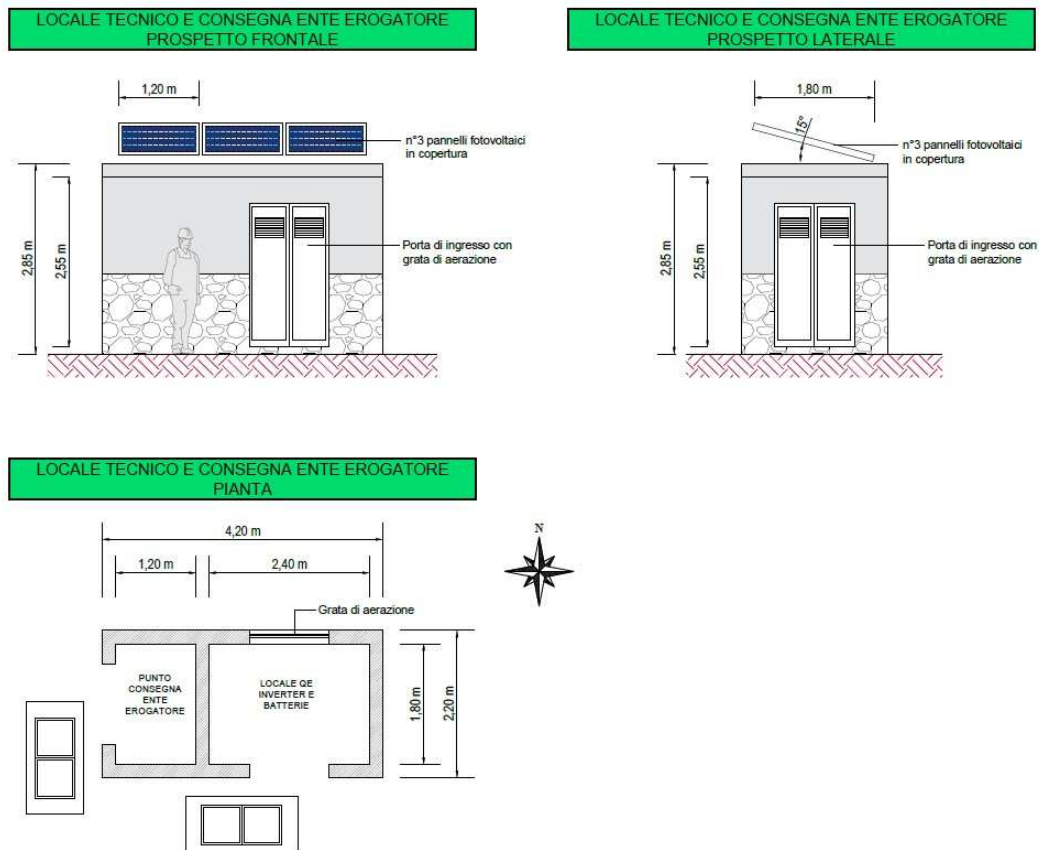 LOCALE TECNICO E CONSEGNA ENTE EROGATORE
PROSPETTO FRONTALE
1,20 m
n°3 pannelli fotovoltaici
in copertura
2,85 m
2,55 m
Porta di ingresso con
grata di aerazione
LOCALE TECNICO E CONSEGNA ENTE EROGATORE
PROSPETTO LATERALE
1,80 m
15°
n°3 pannelli fotovoltaici
in copertura
2,85 m
2,55 m
Porta di ingresso con
grata di aerazione
LOCALE TECNICO E CONSEGNA ENTE EROGATORE
PIANTA
4,20 m
1,20 m
2,40 m
N
Grata di aerazione
PUNTO
CONSEGNA
ENTE
EROGATORE
LOCALE QE
INVERTER E
BATTERIE
1,80 m
2,20 m